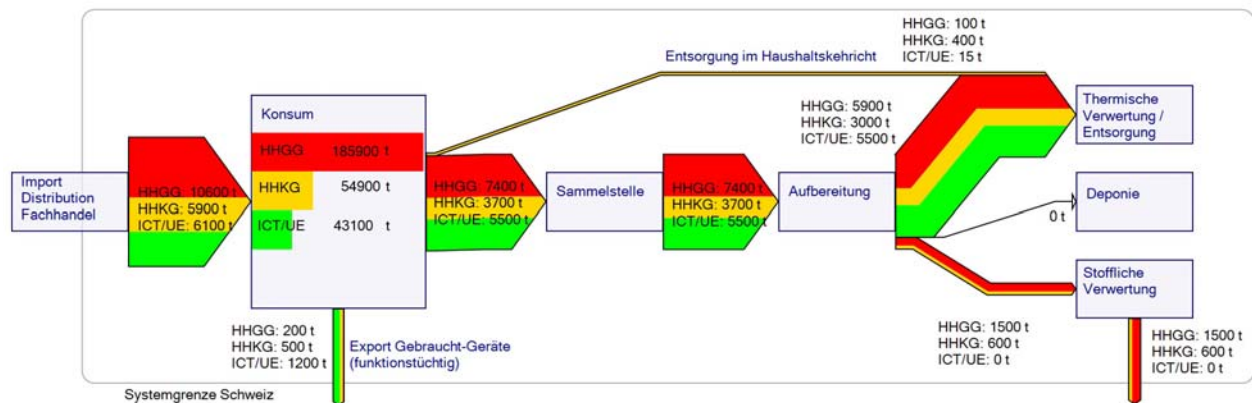 HHGG: 100 t
HHKG: 400 t
ICT/UE: 15 t
Entsorgung im Haushaltskehricht
Konsum
HHGG 185900 t
HHKG 54900 t
ICT/UE 43100 t
Import
Distribution
Fachhandel
HHGG: 10600 t
HHKG: 5900 t
ICT/UE: 6100 t
HHGG: 7400 t
HHKG: 3700 t
ICT/UE: 5500 t
Sammelstelle
HHGG: 7400 t
HHKG: 3700 t
ICT/UE: 5500 t
Aufbereitung
HHGG: 5900 t
HHKG: 3000 t
ICT/UE: 5500 t
Thermische
Verwertung /
Entsorgung
0 t
Deponie
Stoffliche
Verwertung
HHGG: 200 t
HHKG: 500 t
ICT/UE: 1200 t
Export Gebraucht-Geräte
(funktionstüchtig)
HHGG: 1500 t
HHKG: 600 t
ICT/UE: 0 t
HHGG: 1500 t
HHKG: 600 t
ICT/UE: 0 t
Systemgrenze Schweiz